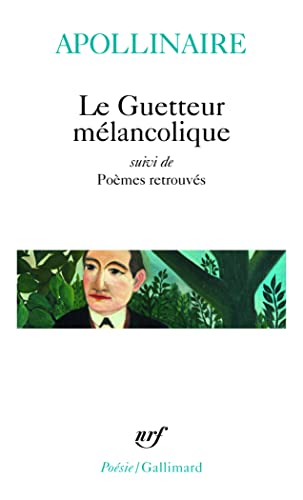 APOLLINAIRE
Le Guetteur
mélancolique
suivi de
Poèmes retrouvés
nrf
Poésie/Gallimard